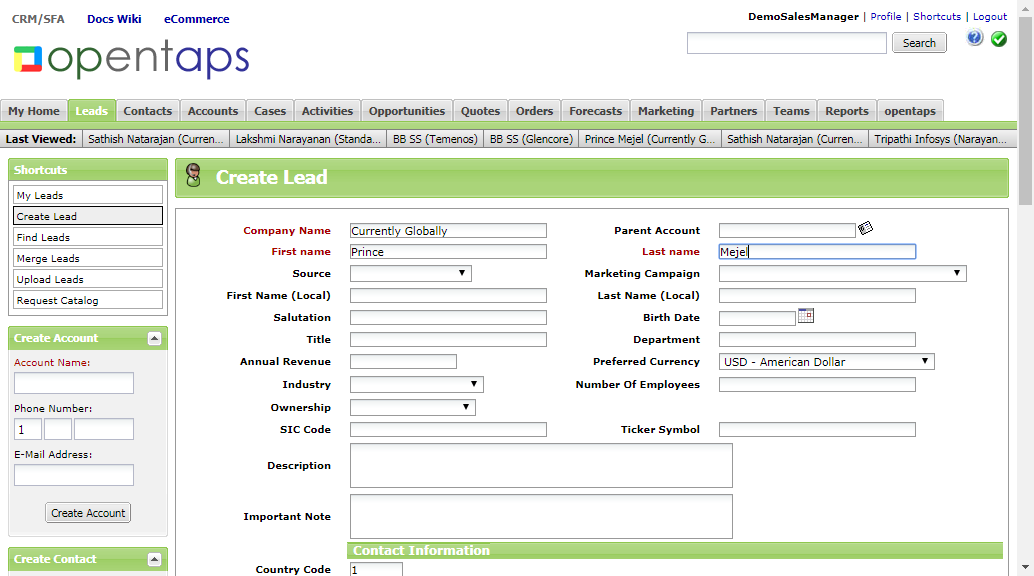 CRM/SFA Docs Wiki eCommerce
DemoSalesManager | Profile | Shortcuts | Logout
opentaps
Search
?
My Home Leads Contacts Accounts Cases Activities Opportunities Quotes Orders Forecasts Marketing Partners Teams Reports opentaps
Last Viewed: Sathish Natarajan (Curren... Lakshmi Narayanan (Standa... BB SS (Temenos) BB SS (Glencore) Prince Mejel (Currently G... Sathish Natarajan (Curren... Tripathi Infosys (Narayan...
Shortcuts
My Leads
Create Lead
Find Leads
Merge Leads
Upload Leads
Request Catalog
Create Account
Account Name:
Phone Number:
1
E-Mail Address:
Create Account
Create Contact
Create Lead
Company Name Currently Globally Parent Account
First name Prince Last name Mejel
Source Marketing Campaign
First Name (Local) Last Name (Local)
Salutation Birth Date
Title Department
Annual Revenue Preferred Currency USD - American Dollar
Industry Number Of Employees
Ownership
SIC Code Ticker Symbol
Description
Important Note
Contact Information
Country Code 1